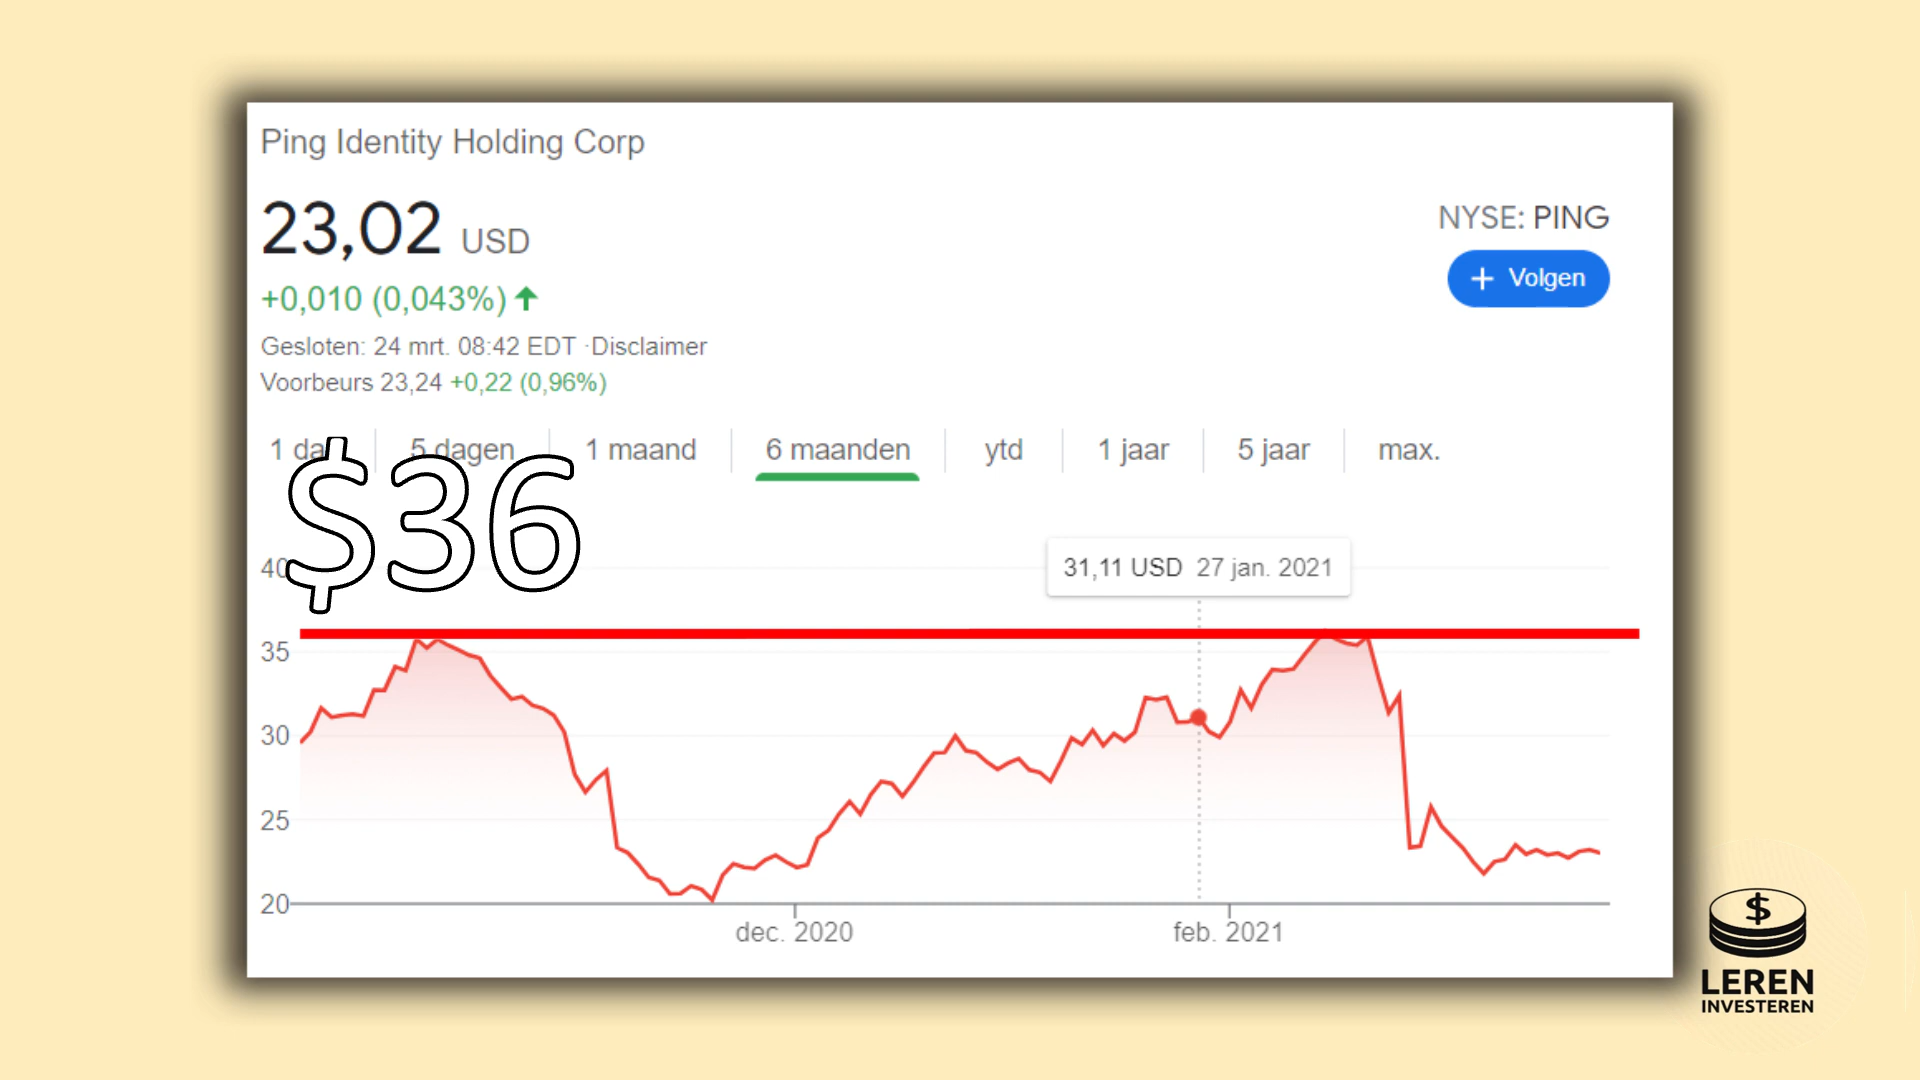 Ping Identity Holding Corp
23,02 USD
NYSE: PING
+ Volgen
+0,010 (0,043%)
Gesloten: 24 mrt. 08:42 EDT ·Disclaimer
Voorbeurs 23,24 +0,22 (0,96%)
1 da 5 dagen 1 maand 6 maanden ytd 1 jaar 5 jaar max.
$36
40
31,11 USD 27 jan. 2021
35
30
25
20
dec. 2020 feb. 2021
$
LEREN
INVESTEREN